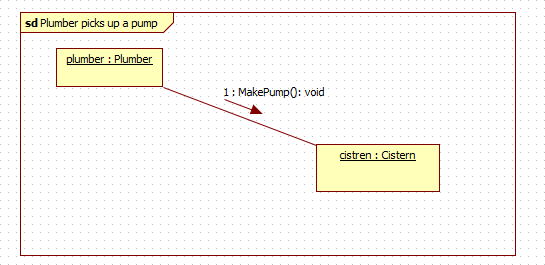 sd Plumber picks up a pump
plumber : Plumber
1 : MakePump(): void
cistren : Cistern